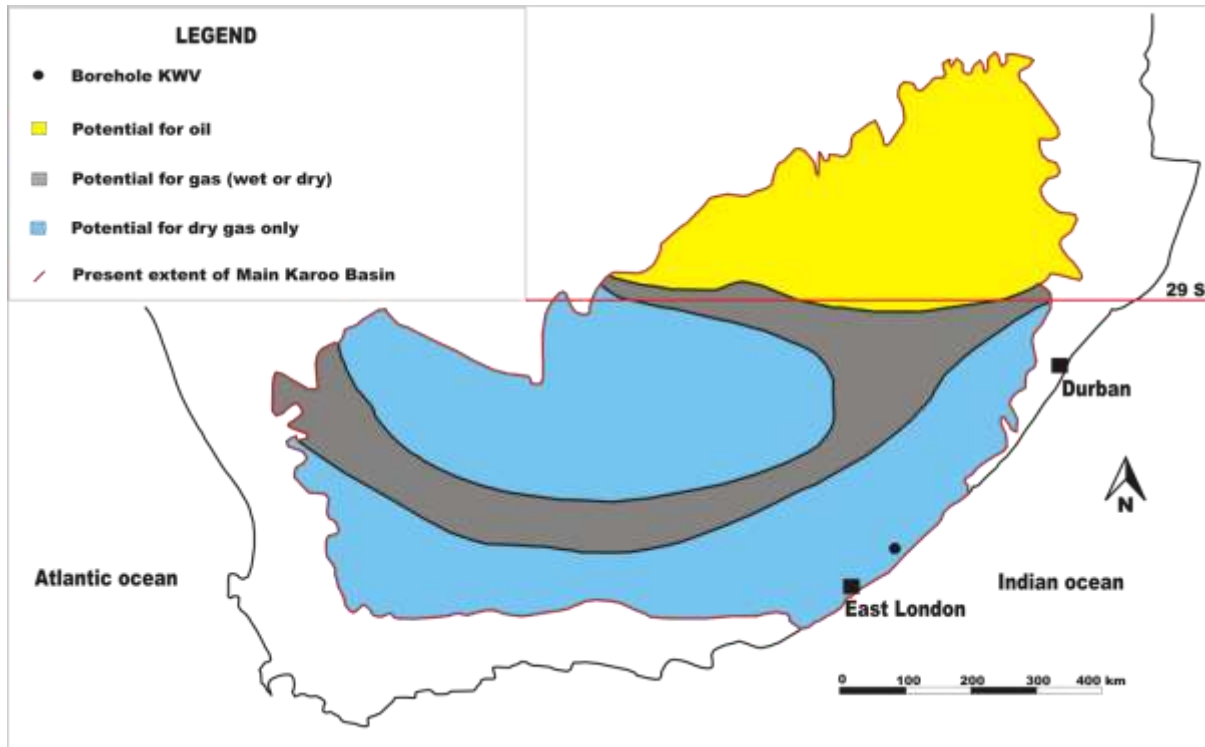 LEGEND
Borehole KWV
Potential for oil
Potential for gas (wet or dry)
Potential for dry gas only
Present extent of Main Karoo Basin
29 S
Durban
N
Atlantic ocean
Indian ocean
East London
0 100 200 300 400 km